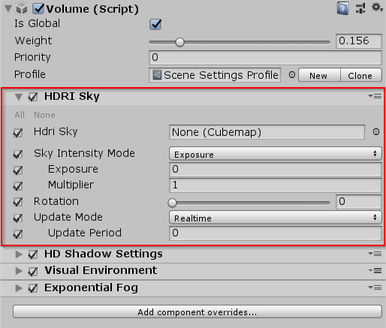 Volume (Script)
Is Global
Weight 0.156
Priority 0
Profile Scene Settings Profile New Clone
HDRI Sky
All None
Hdri Sky None (Cubemap)
Sky Intensity Mode Exposure
Exposure 0
Multiplier 1
Rotation 0
Update Mode Realtime
Update Period 0
HD Shadow Settings
Visual Environment
Exponential Fog
Add component overrides...